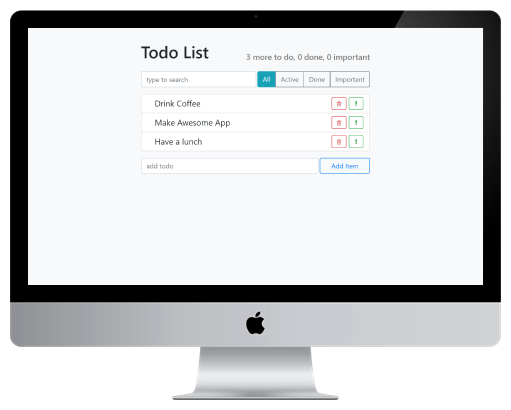 Todo List
3 more to do, 0 done, 0 important
type to search
All Active Done Important
Drink Coffee
Make Awesome App
Have a lunch
add todo
Add Item